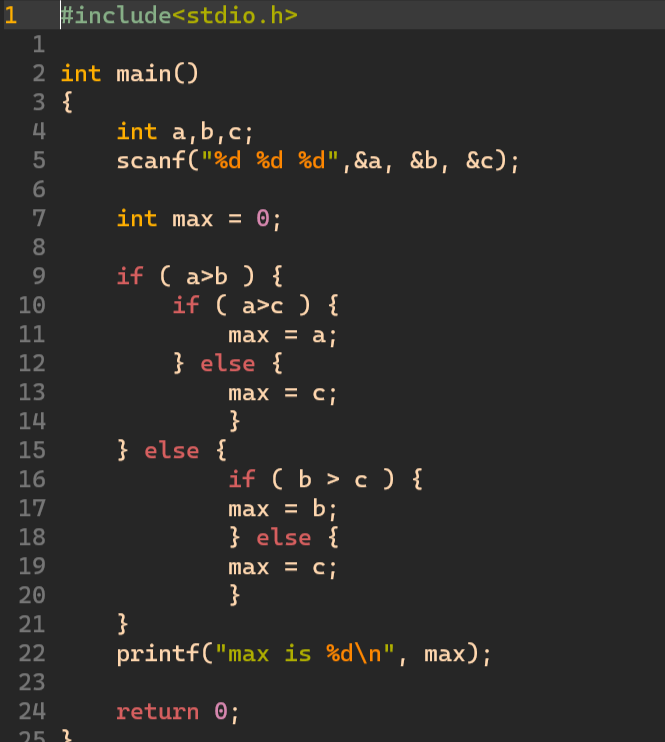 1 #include<stdio.h>
1
2 int main()
3 {
4     int a,b,c;
5     scanf("%d %d %d",&a, &b, &c);
6
7     int max = 0;
8
9     if ( a>b ) {
10         if ( a>c ) {
11             max = a;
12         } else {
13             max = c;
14             }
15     } else {
16             if ( b > c ) {
17             max = b;
18             } else {
19             max = c;
20             }
21     }
22     printf("max is %d\n", max);
23
24     return 0;
25 }